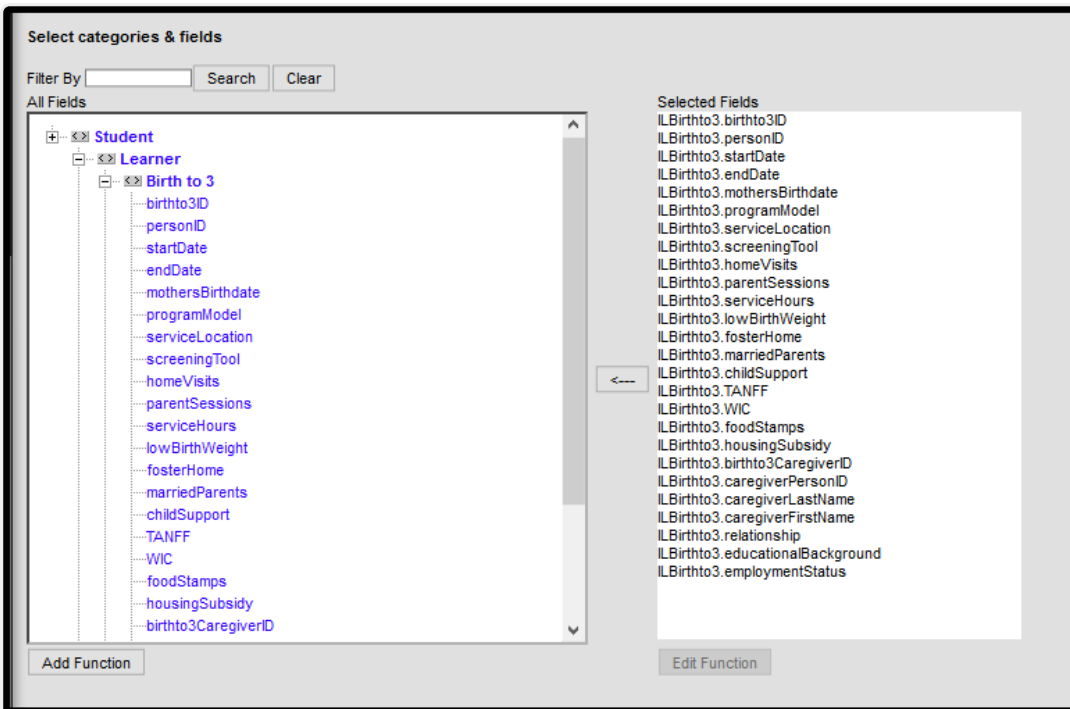 Select categories & fields
Filter By
Search
Clear
All Fields
Student
Learner
Birth to 3
birthto3ID
personID
startDate
endDate
mothersBirthdate
programModel
serviceLocation
screeningTool
homeVisits
parentSessions
serviceHours
lowBirthWeight
fosterHome
marriedParents
childSupport
TANFF
WIC
foodStamps
housingSubsidy
birthto3CaregiverID
Add Function
<---
Selected Fields
ILBirthto3.birthto3ID
ILBirthto3.personID
ILBirthto3.startDate
ILBirthto3.endDate
ILBirthto3.mothersBirthdate
ILBirthto3.programModel
ILBirthto3.serviceLocation
ILBirthto3.screeningTool
ILBirthto3.homeVisits
ILBirthto3.parentSessions
ILBirthto3.serviceHours
ILBirthto3.lowBirthWeight
ILBirthto3.fosterHome
ILBirthto3.marriedParents
ILBirthto3.childSupport
ILBirthto3.TANFF
ILBirthto3.WIC
ILBirthto3.foodStamps
ILBirthto3.housingSubsidy
ILBirthto3.birthto3CaregiverID
ILBirthto3.caregiverPersonID
ILBirthto3.caregiverLastName
ILBirthto3.caregiverFirstName
ILBirthto3.relationship
ILBirthto3.educationalBackground
ILBirthto3.employmentStatus
Edit Function